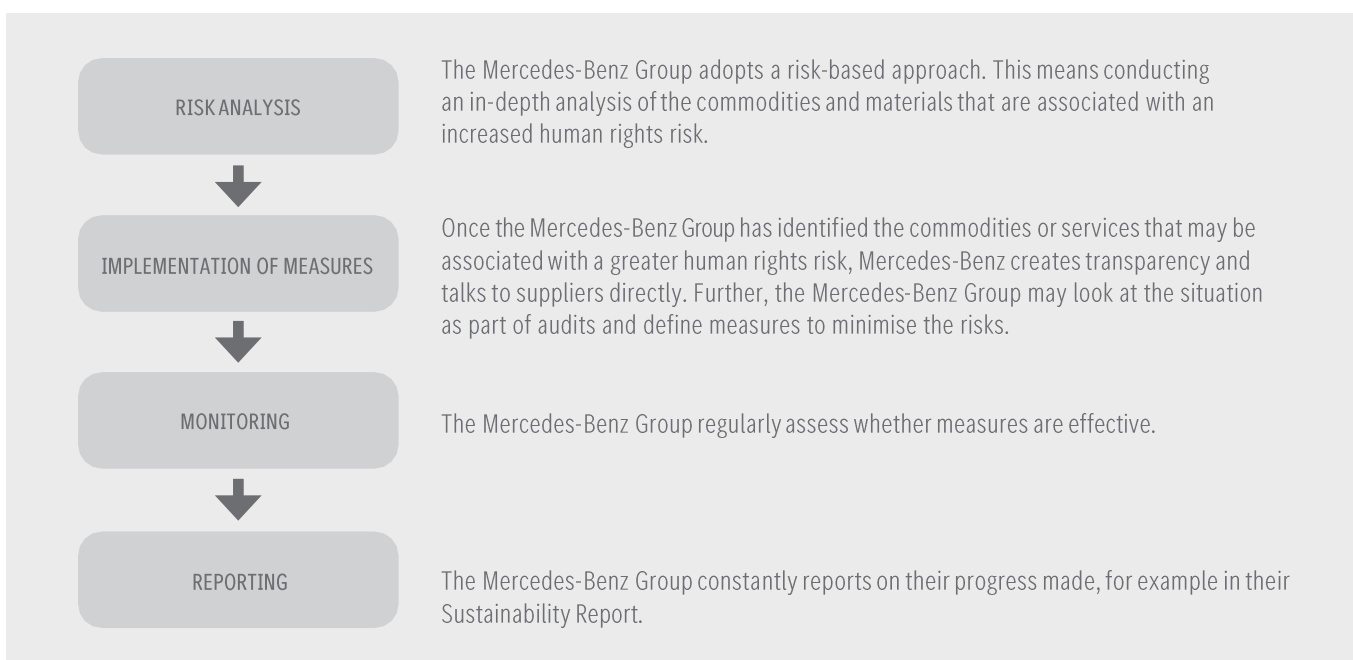 RISK ANALYSIS
The Mercedes-Benz Group adopts a risk-based approach. This means conducting
an in-depth analysis of the commodities and materials that are associated with an
increased human rights risk.
IMPLEMENTATION OF MEASURES
Once the Mercedes-Benz Group has identified the commodities or services that may be
associated with a greater human rights risk, Mercedes-Benz creates transparency and
talks to suppliers directly. Further, the Mercedes-Benz Group may look at the situation
as part of audits and define measures to minimise the risks.
MONITORING
The Mercedes-Benz Group regularly assess whether measures are effective.
REPORTING
The Mercedes-Benz Group constantly reports on their progress made, for example in their
Sustainability Report.